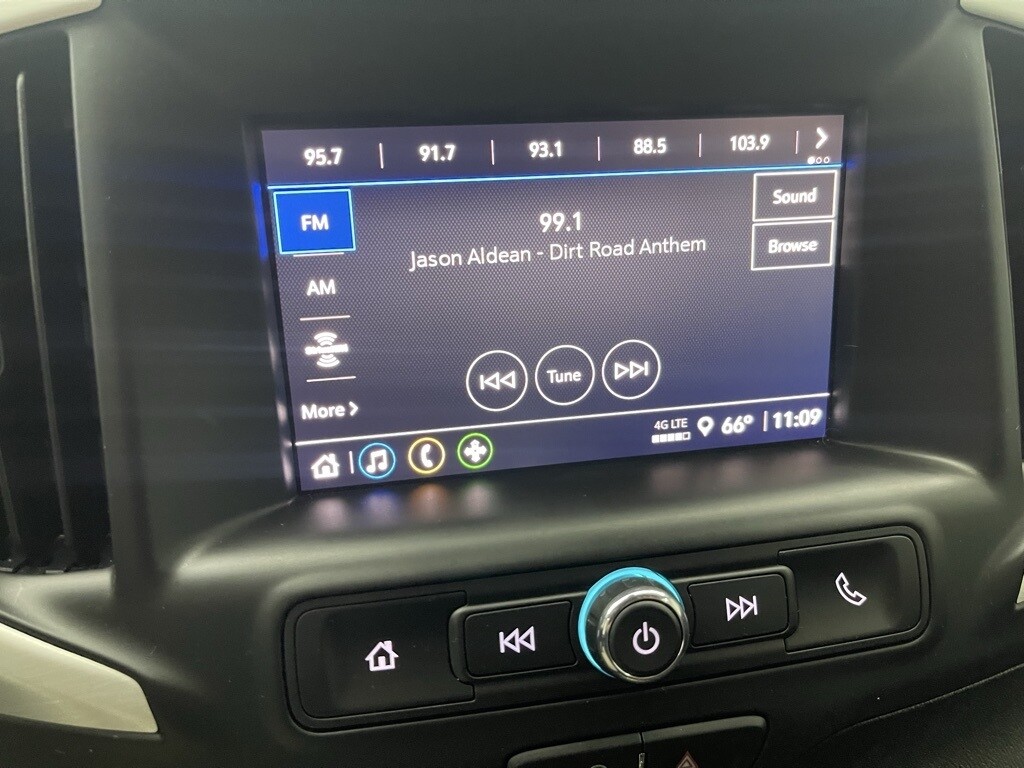 95.7 | 91.7 | 93.1 | 88.5 | 103.9 |
FM
99.1
Jason Aldean - Dirt Road Anthem
Sound
Browse
AM
More
Tune
4G LTE
66° | 11:09